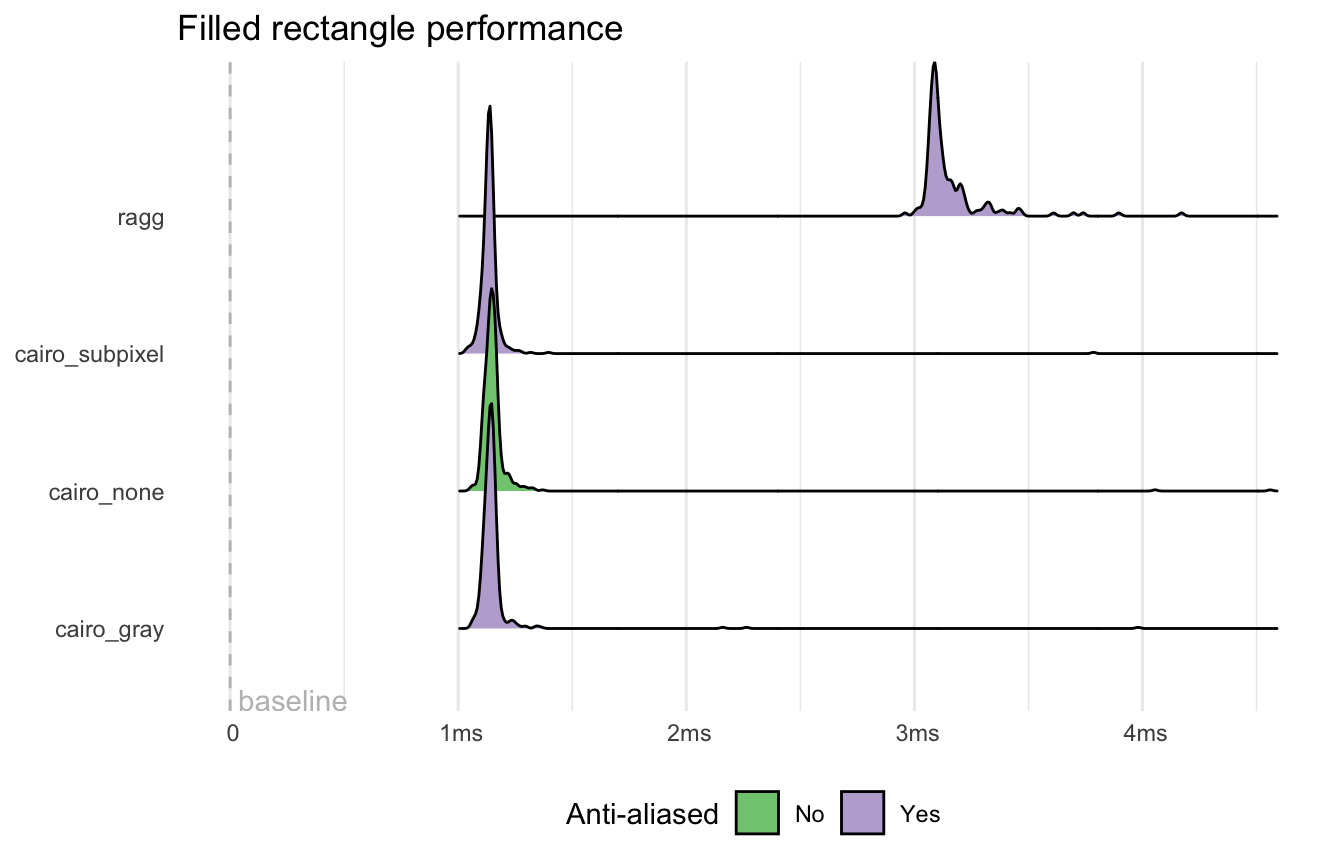 Filled rectangle performance
ragg
cairo_subpixel
cairo_none
cairo_gray
baseline
0 1ms 2ms 3ms 4ms
Anti-aliased No Yes